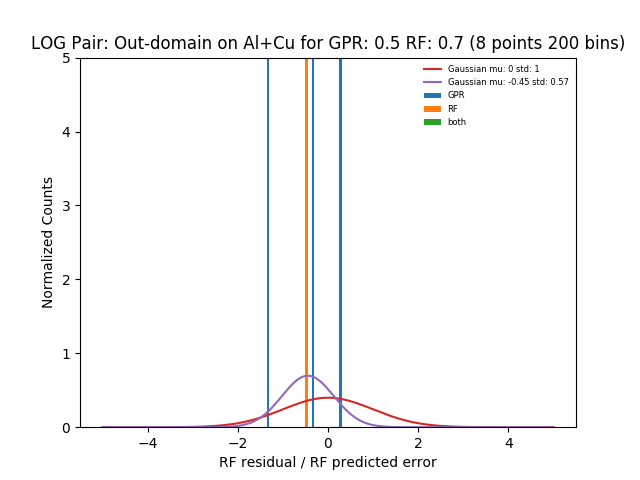 LOG Pair: Out-domain on Al+Cu for GPR: 0.5 RF: 0.7 (8 points 200 bins)
Gaussian mu: 0 std: 1
Gaussian mu: -0.45 std: 0.57
GPR
RF
both
Normalized Counts
5
4
3
2
1
0
−4 −2 0 2 4
RF residual / RF predicted error